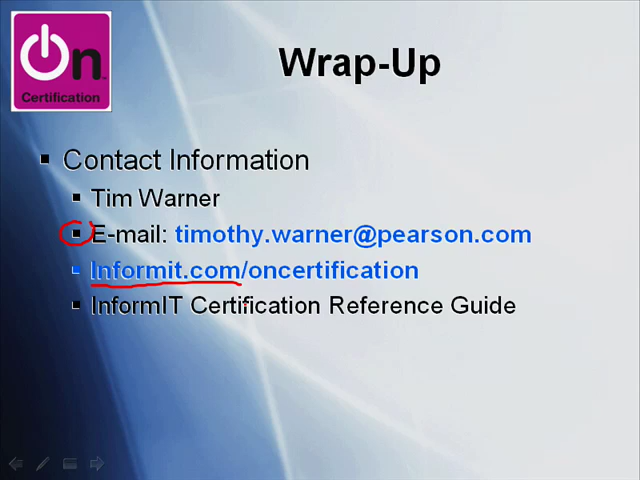 On
Certification
Wrap-Up
Contact Information
Tim Warner
E-mail: timothy.warner@pearson.com
Informit.com/oncertification
InformIT Certification Reference Guide